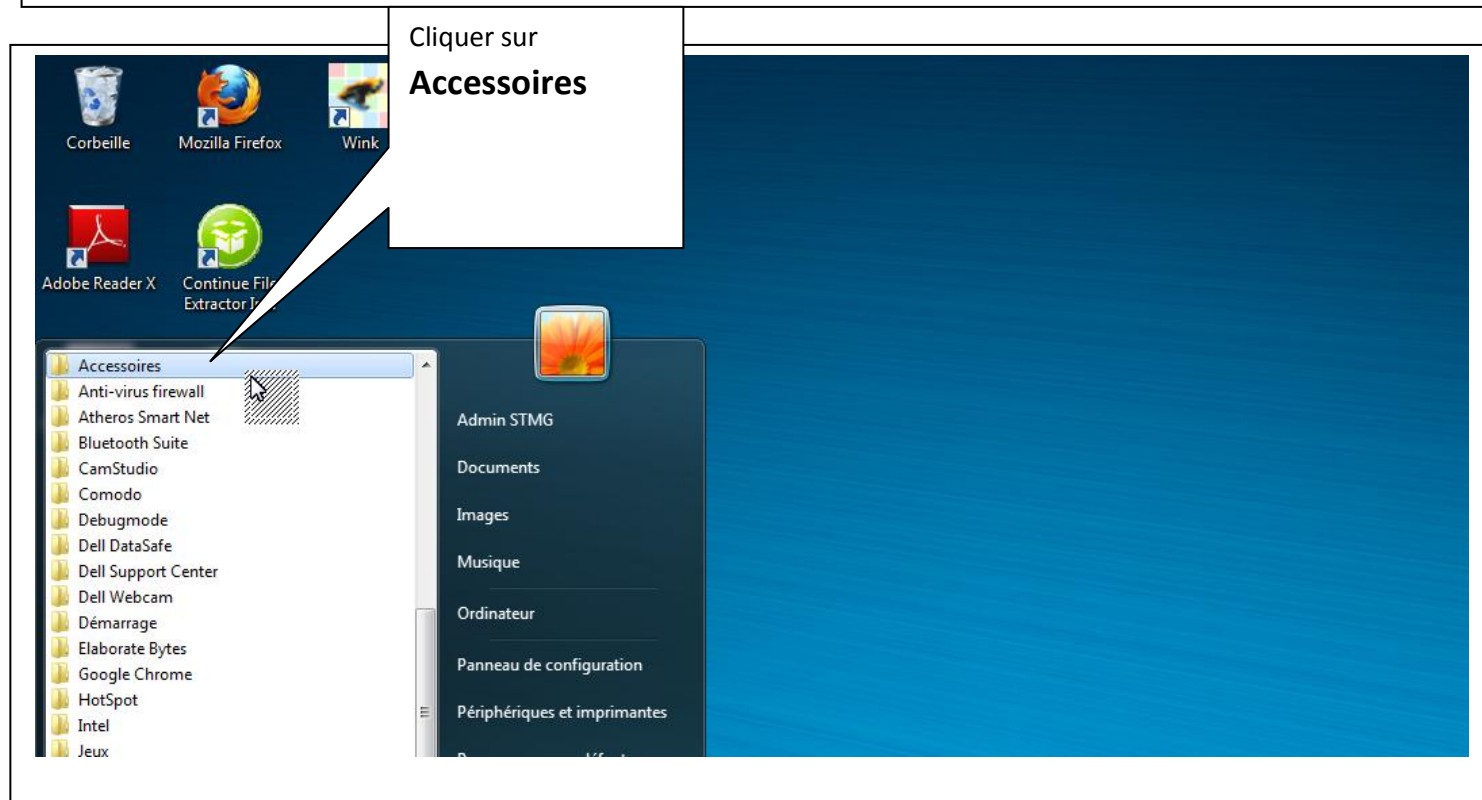 Cliquer sur
Accessoires
Corbeille
Mozilla Firefox
Wink
Adobe Reader X
Continue File
Extractor
Accessoires
Anti-virus firewall
Atheros Smart Net
Bluetooth Suite
CamStudio
Comodo
Debugmode
Dell DataSafe
Dell Support Center
Dell Webcam
Démarrage
Elaborate Bytes
Google Chrome
HotSpot
Intel
Jeux
Admin STMG
Documents
Images
Musique
Ordinateur
Panneau de configuration
Périphériques et imprimantes